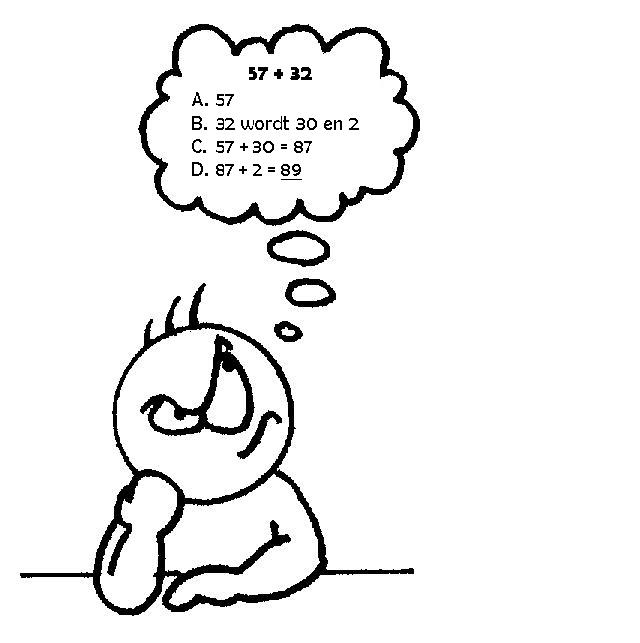 57 + 32
A. 57
B. 32 wordt 30 en 2
C. 57 + 30 = 87
D. 87 + 2 = 89